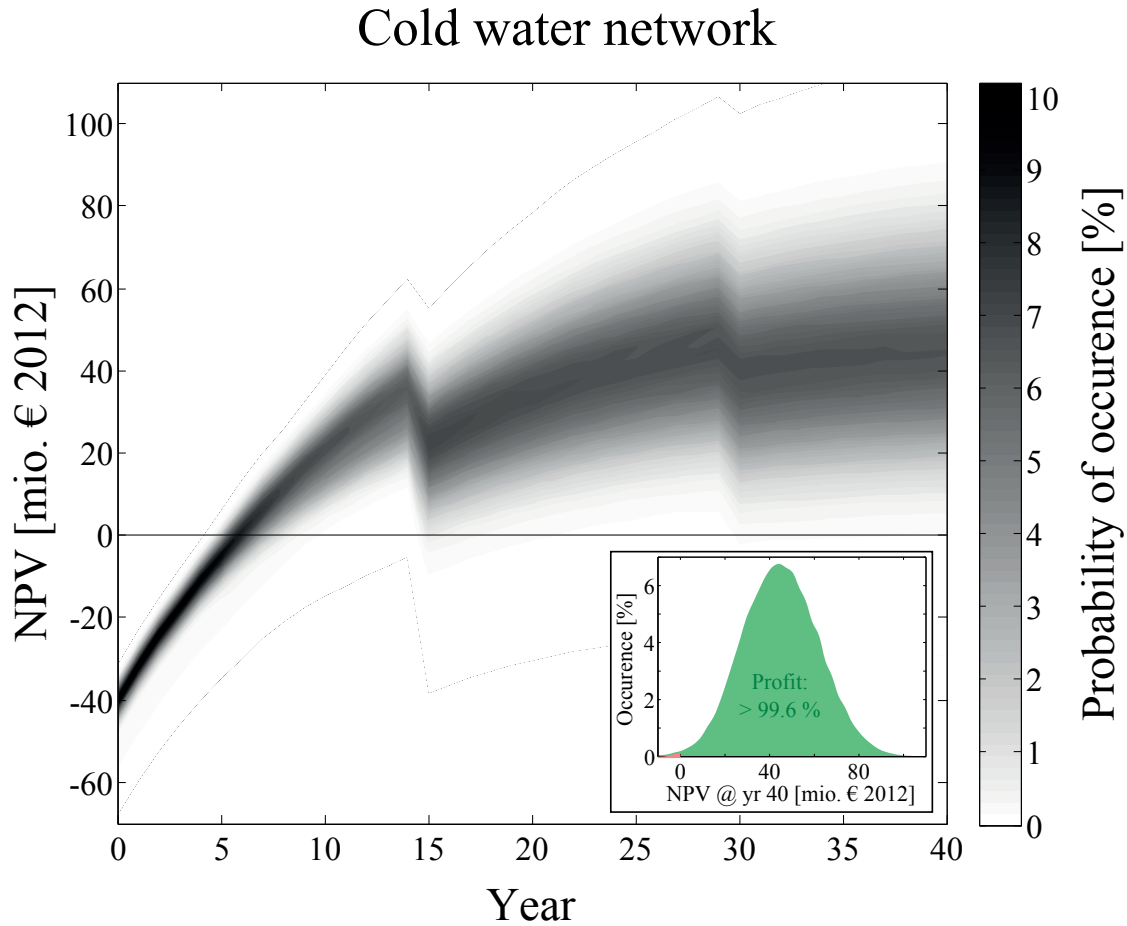 Cold water network
100
80
60
40
20
0
-20
-40
-60
NPV [mio. € 2012]
0 5 10 15 20 25 30 35 40
Year
10
9
8
7
6
5
4
3
2
1
0
Probability of occurence [%]
6
4
2
0
Occurence [%]
Profit:
> 99.6 %
0 40 80
NPV @ yr 40 [mio. € 2012]